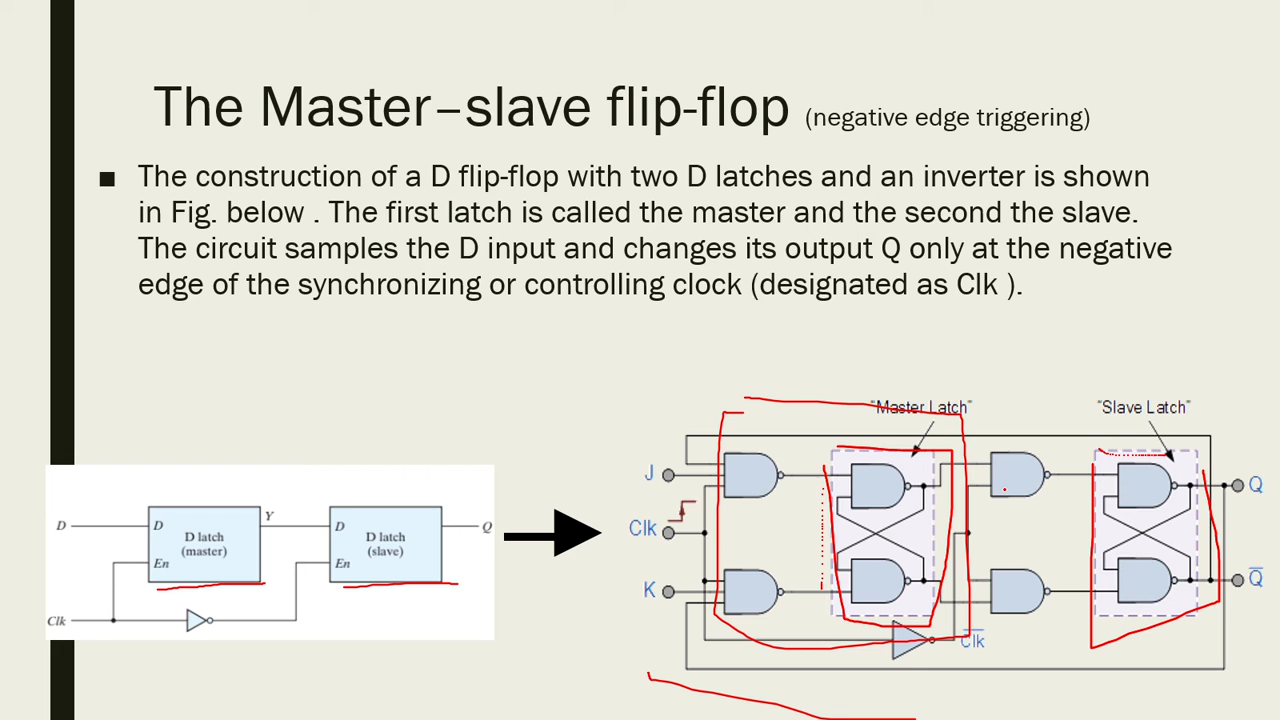 The Master–slave flip-flop (negative edge triggering)
■ The construction of a D flip-flop with two D latches and an inverter is shown
in Fig. below . The first latch is called the master and the second the slave.
The circuit samples the D input and changes its output Q only at the negative
edge of the synchronizing or controlling clock (designated as Clk ).
D
D
D latch
(master)
En
Y
D
D latch
(slave)
En
Q
Clk
"Master Latch"
"Slave Latch"
J
Clk
K
C̅l̅k̅
Q
Q̅